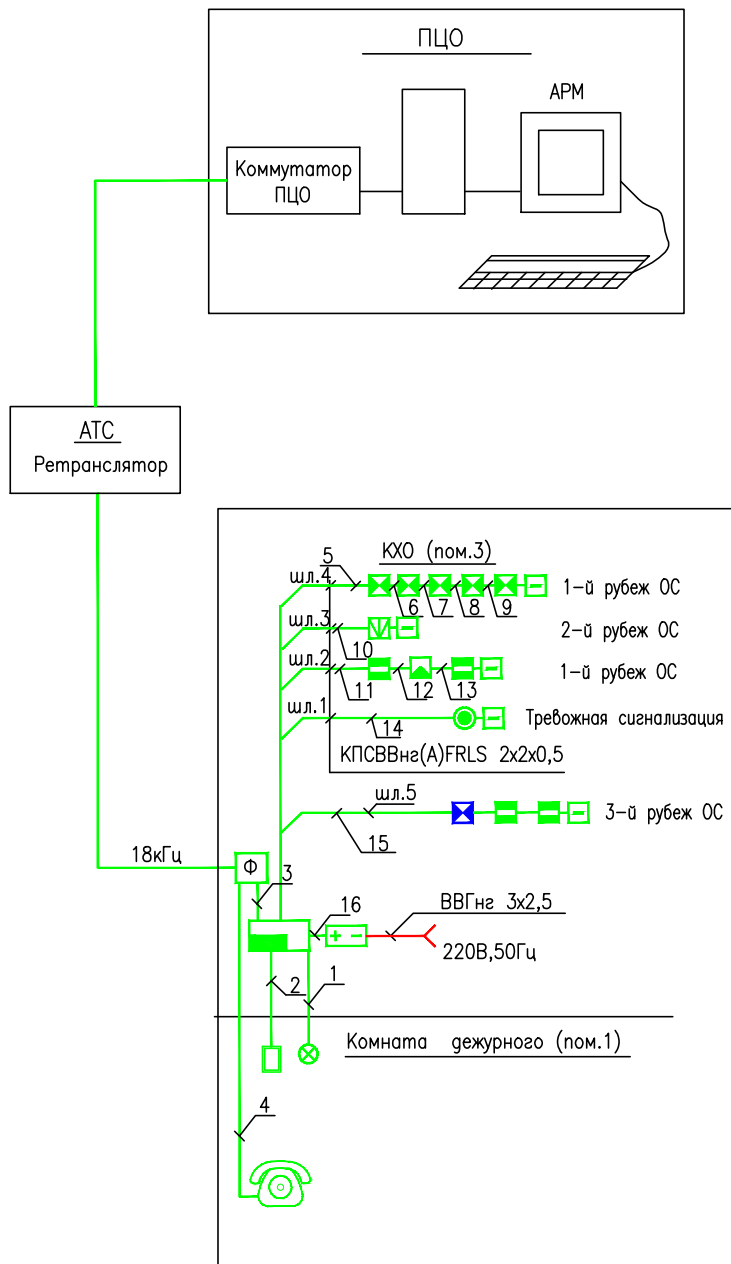 ПЦО
АРМ
Коммутатор
ПЦО
АТС
Ретранслятор
КХО (пом.3)
5
шл.4
6 7 8 9
1-й рубеж ОС
шл.3
10
2-й рубеж ОС
шл.2
11 12 13
1-й рубеж ОС
шл.1
14
Тревожная сигнализация
КПСВВнг(А)FRLS 2х2х0,5
шл.5
15
3-й рубеж ОС
18кГц
Ф
3
16
+ -
ВВГнг 3х2,5
220В,50Гц
2
1
Комната дежурного (пом.1)
4